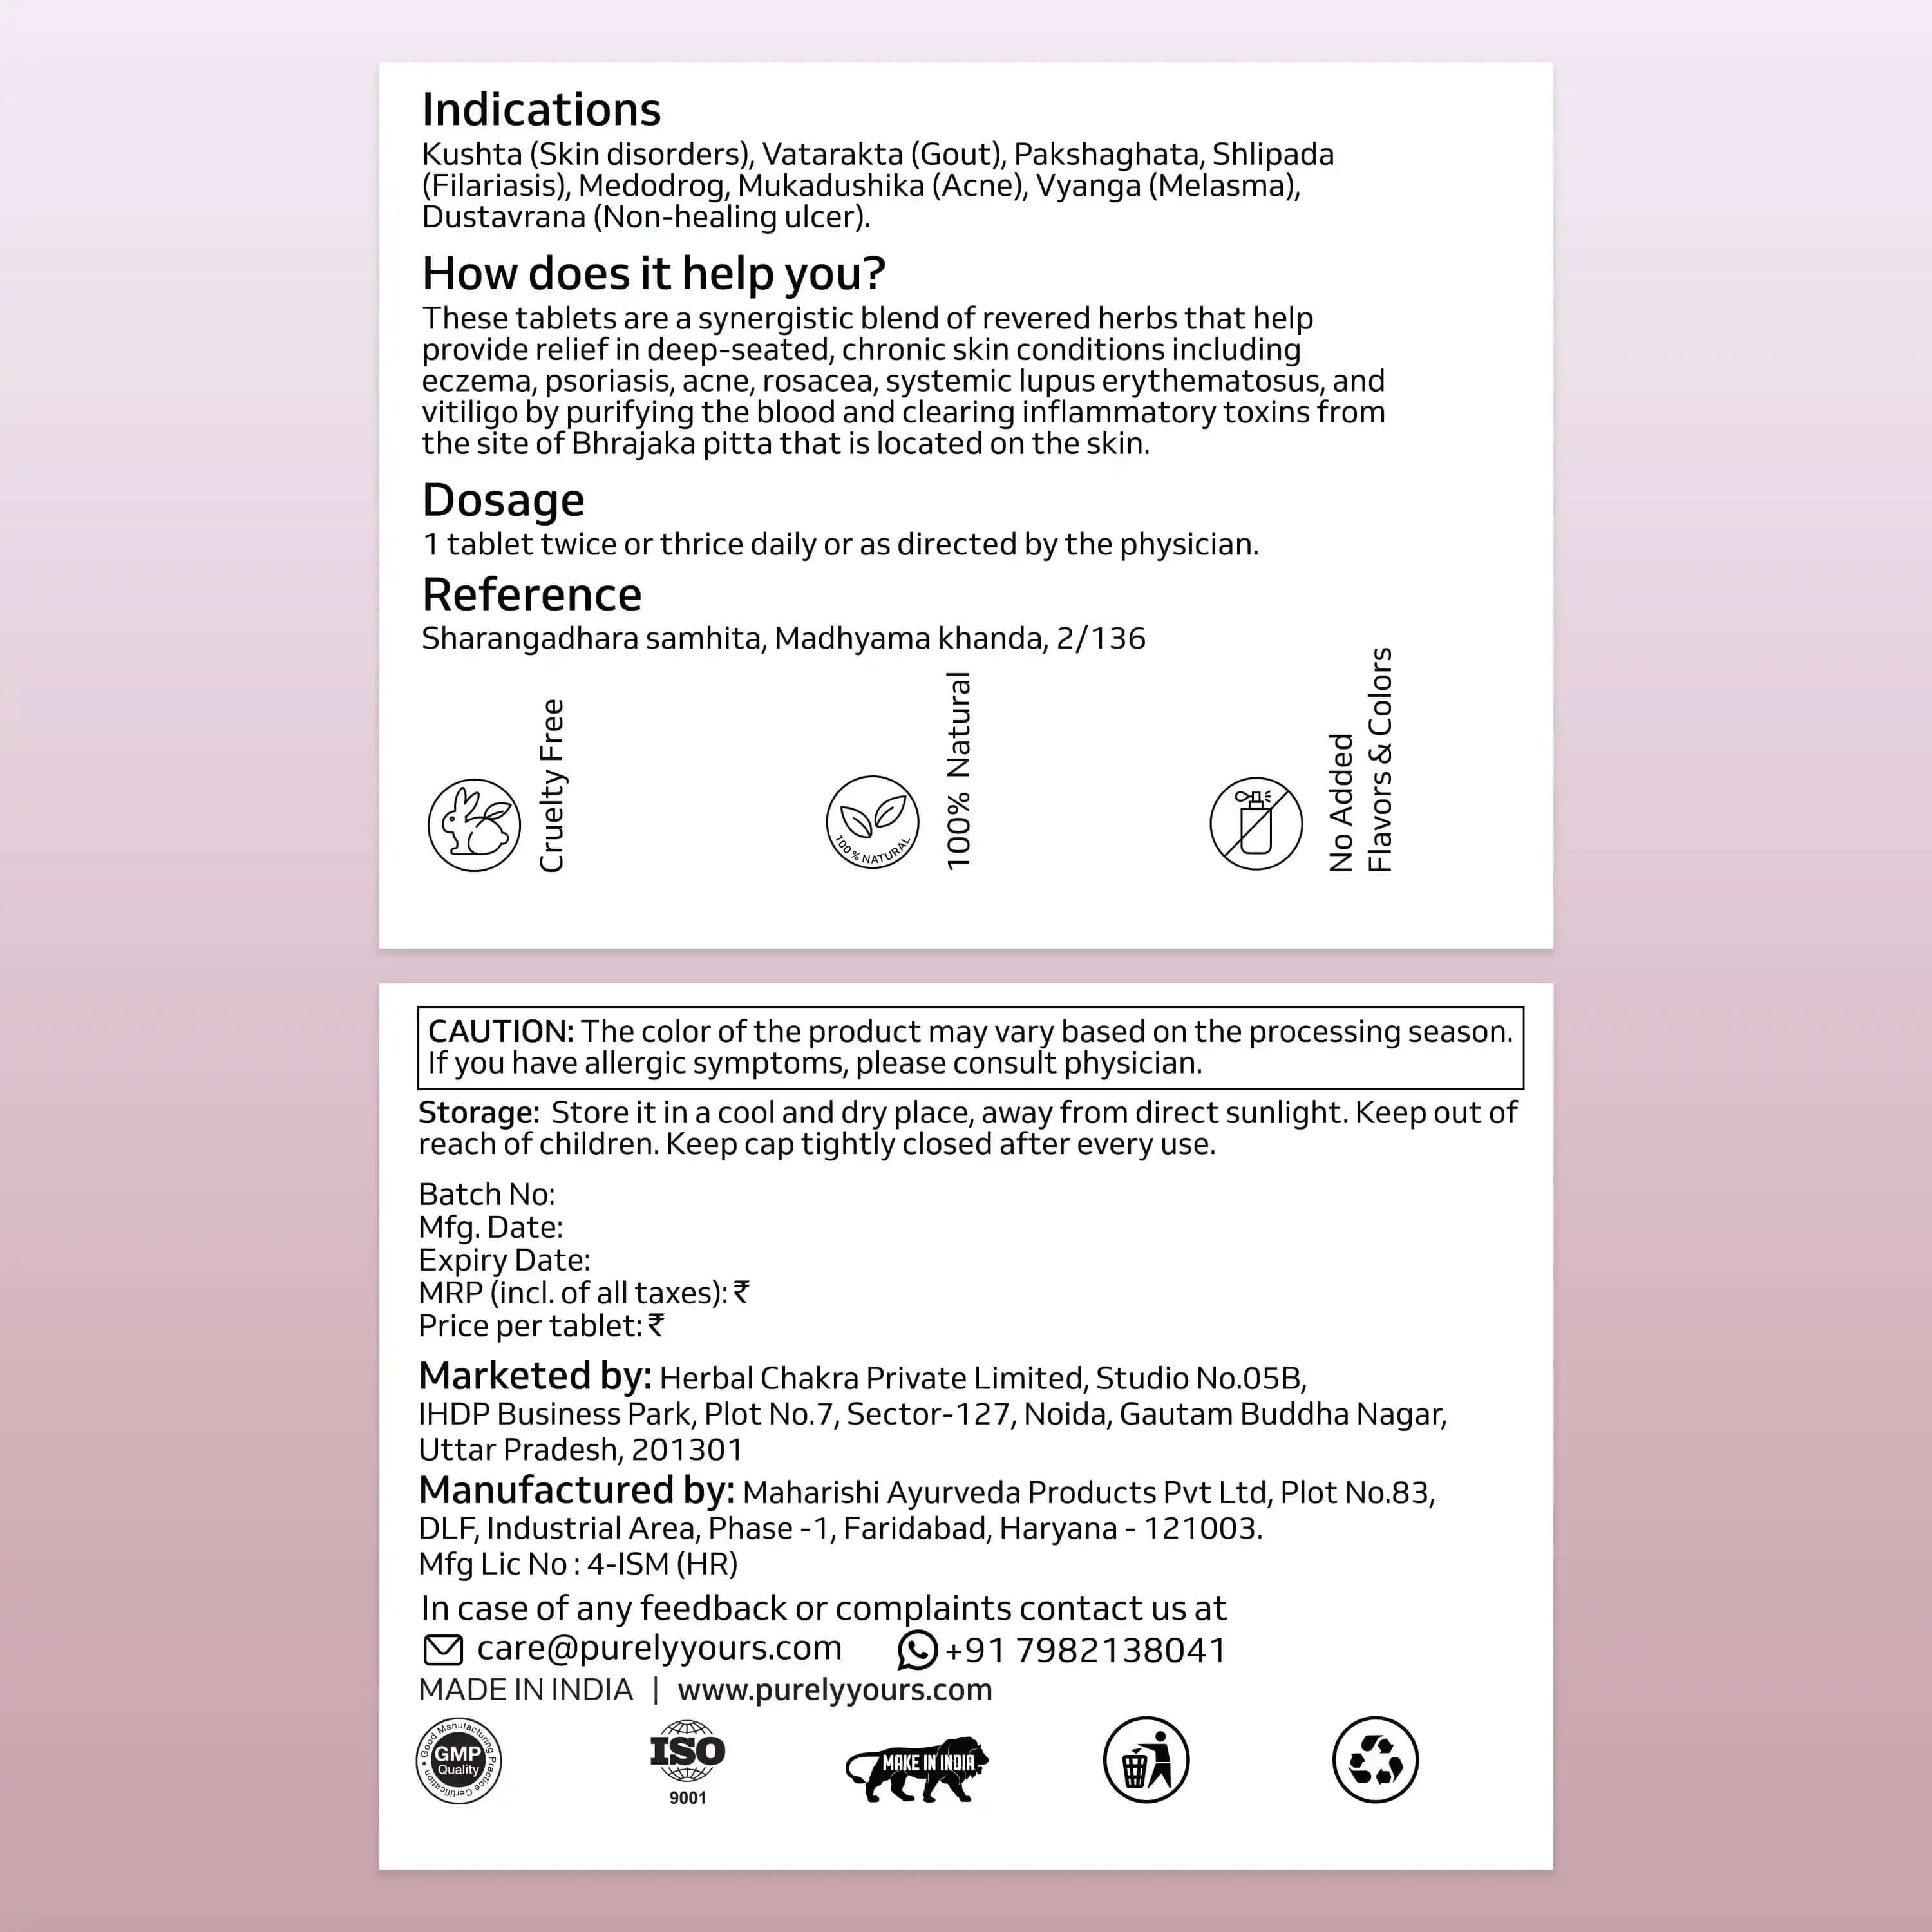 Indications
Kushta (Skin disorders), Vatarakta (Gout), Pakshaghata, Shlipada
(Filariasis), Medodrog, Mukadushika (Acne), Vyanga (Melasma),
Dustavrana (Non-healing ulcer).
How does it help you?
These tablets are a synergistic blend of revered herbs that help
provide relief in deep-seated, chronic skin conditions including
eczema, psoriasis, acne, rosacea, systemic lupus erythematosus, and
vitiligo by purifying the blood and clearing inflammatory toxins from
the site of Bhrajaka pitta that is located on the skin.
Dosage
1 tablet twice or thrice daily or as directed by the physician.
Reference
Sharangadhara samhita, Madhyama khanda, 2/136
Cruelty Free
100% NATURAL
100% Natural
No Added
Flavors & Colors
CAUTION: The color of the product may vary based on the processing season.
If you have allergic symptoms, please consult physician.
Storage: Store it in a cool and dry place, away from direct sunlight. Keep out of
reach of children. Keep cap tightly closed after every use.
Batch No:
Mfg. Date:
Expiry Date:
MRP (incl. of all taxes): ₹
Price per tablet: ₹
Marketed by: Herbal Chakra Private Limited, Studio No.05B,
IHDP Business Park, Plot No.7, Sector-127, Noida, Gautam Buddha Nagar,
Uttar Pradesh, 201301
Manufactured by: Maharishi Ayurveda Products Pvt Ltd, Plot No.83,
DLF, Industrial Area, Phase -1, Faridabad, Haryana - 121003.
Mfg Lic No : 4-ISM (HR)
In case of any feedback or complaints contact us at
care@purelyyours.com +91 7982138041
MADE IN INDIA | www.purelyyours.com
Good Manufacturing Practice Certification
GMP
Quality
ISO
9001
MAKE IN INDIA